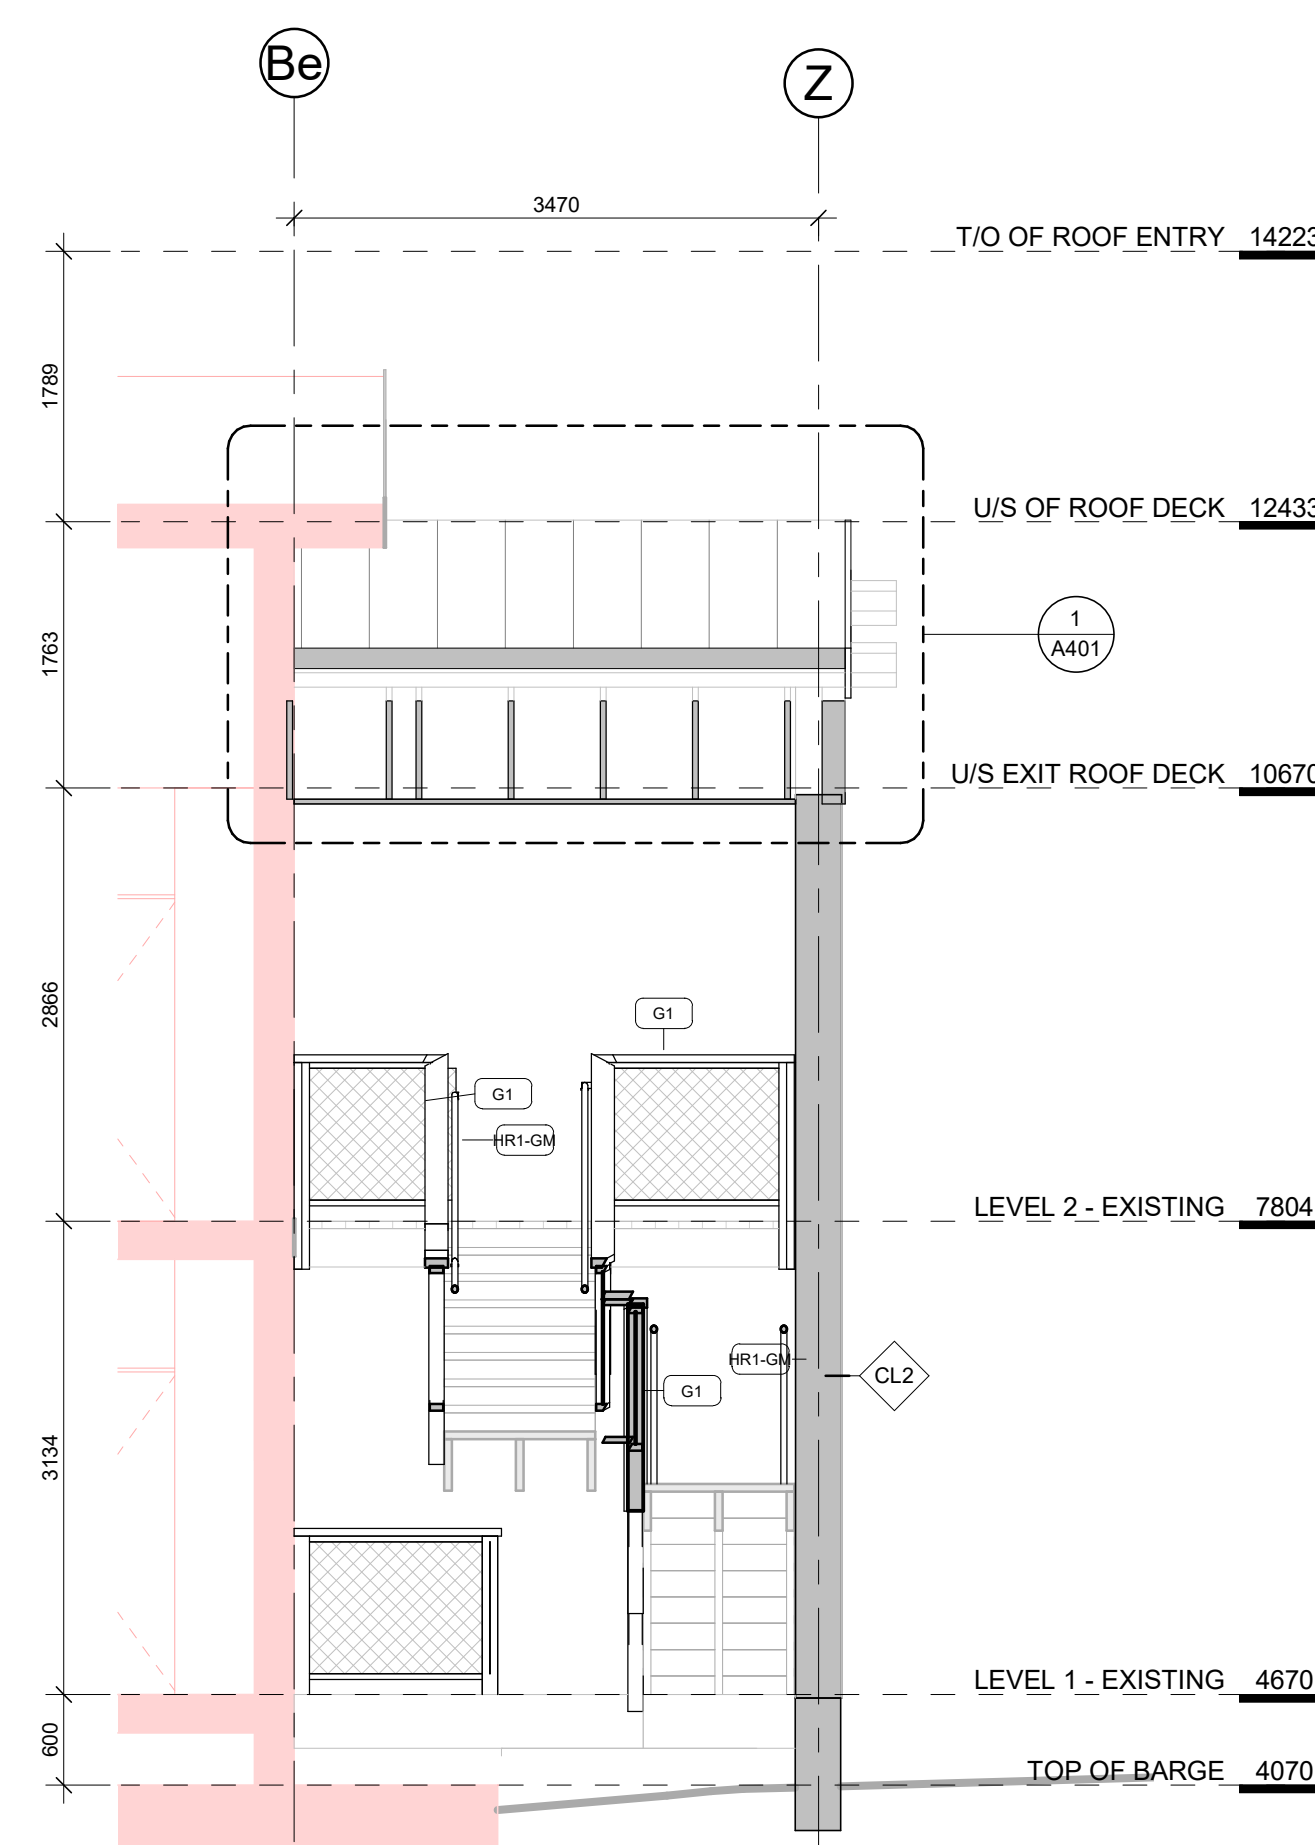 Be
Z
3470
T/O OF ROOF ENTRY 14223
1789
U/S OF ROOF DECK 12433
1
A401
1763
U/S EXIT ROOF DECK 10670
2866
G1
G1
HR1-GM
LEVEL 2 - EXISTING 7804
HR1-GM
CL2
G1
3134
LEVEL 1 - EXISTING 4670
600
TOP OF BARGE 4070